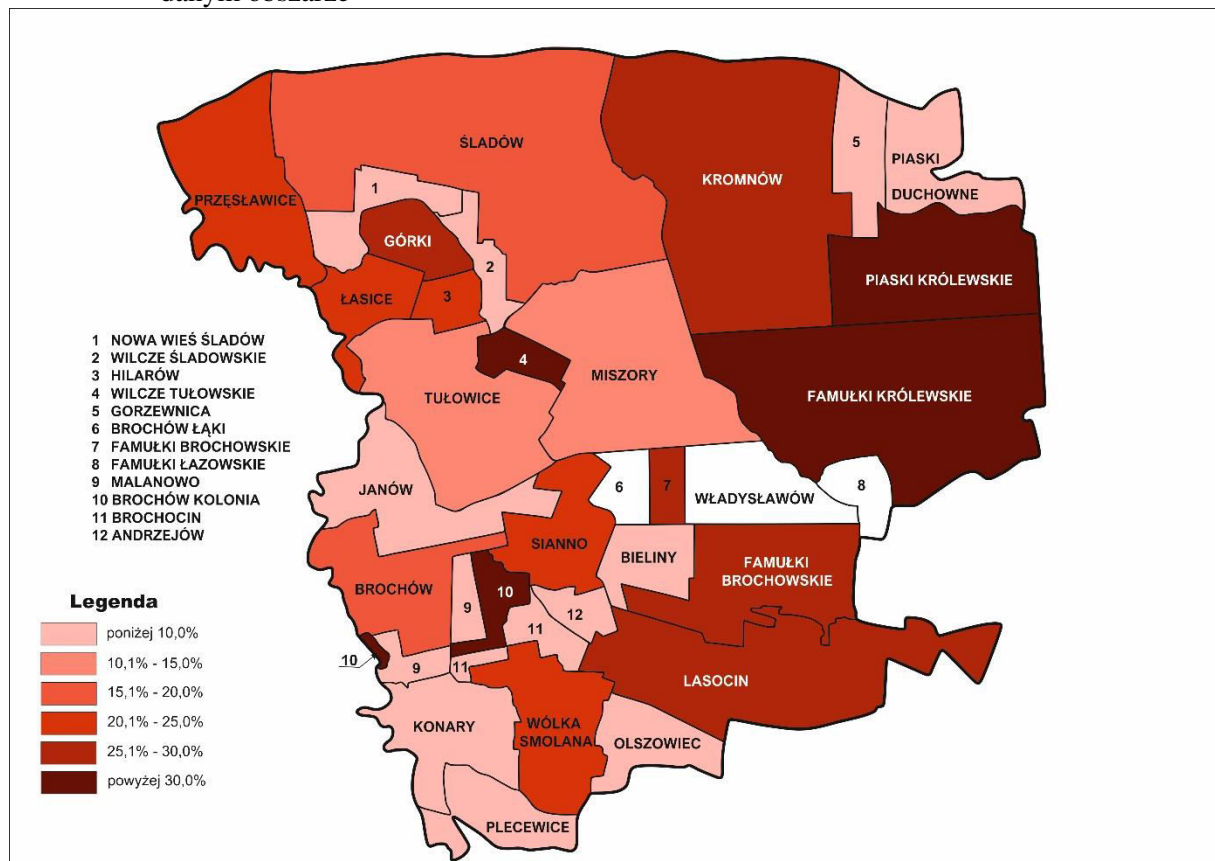 danym obszarze
ŚLADÓW
5
PIASKI
DUCHOWNE
KROMNÓW
1
PRZĘSŁAWICE
GÓRKI
2
PIASKI KRÓLEWSKIE
ŁASICE
3
4
MISZORY
TUŁOWICE
FAMUŁKI KRÓLEWSKIE
1 NOWA WIEŚ ŚLADÓW
2 WILCZE ŚLADOWSKIE
3 HILARÓW
4 WILCZE TUŁOWSKIE
5 GORZEWNICA
6 BROCHÓW ŁĄKI
7 FAMUŁKI BROCHOWSKIE
8 FAMUŁKI ŁAZOWSKIE
9 MALANOWO
10 BROCHÓW KOLONIA
11 BROCHOCIN
12 ANDRZEJÓW
JANÓW
6
7
WŁADYSŁAWÓW
8
SIANNO
BIELINY
FAMUŁKI
BROCHOWSKIE
BROCHÓW
9
10
12
11
10
9
11
LASOCIN
KONARY
WÓLKA
SMOLANA
OLSZOWIEC
PLECEWICE
Legenda
poniżej 10,0%
10,1% - 15,0%
15,1% - 20,0%
20,1% - 25,0%
25,1% - 30,0%
powyżej 30,0%